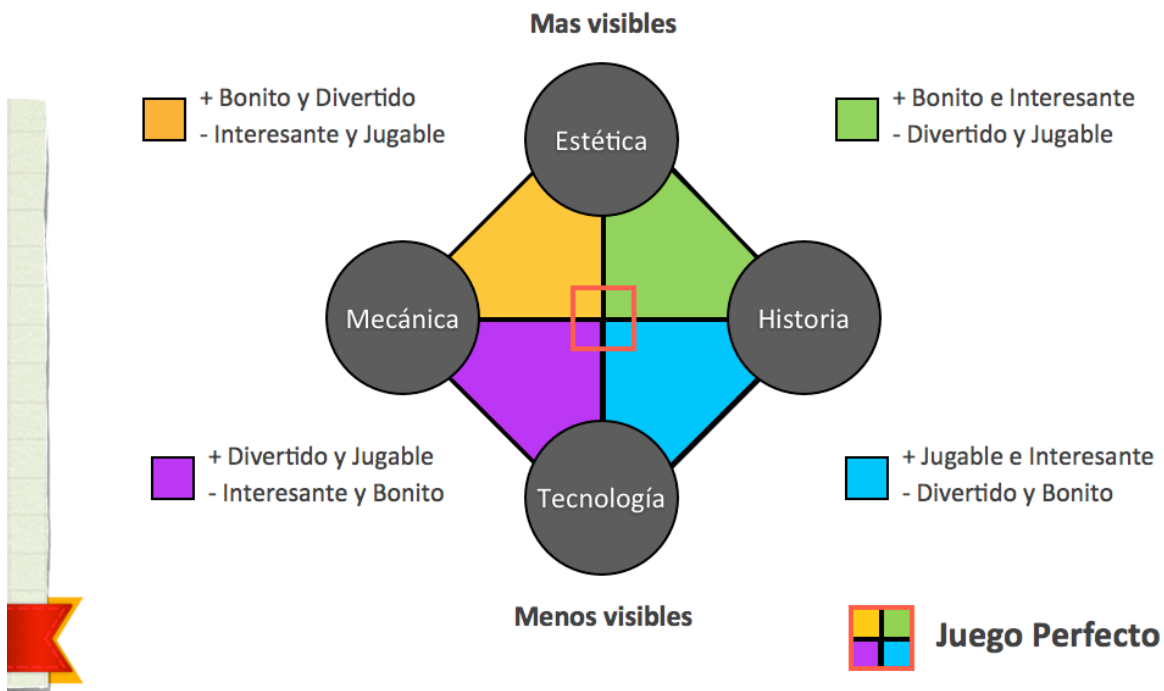 Mas visibles
+ Bonito y Divertido
- Interesante y Jugable
+ Bonito e Interesante
- Divertido y Jugable
Estética
Mecánica
Historia
+ Divertido y Jugable
- Interesante y Bonito
+ Jugable e Interesante
- Divertido y Bonito
Tecnología
Menos visibles
Juego Perfecto